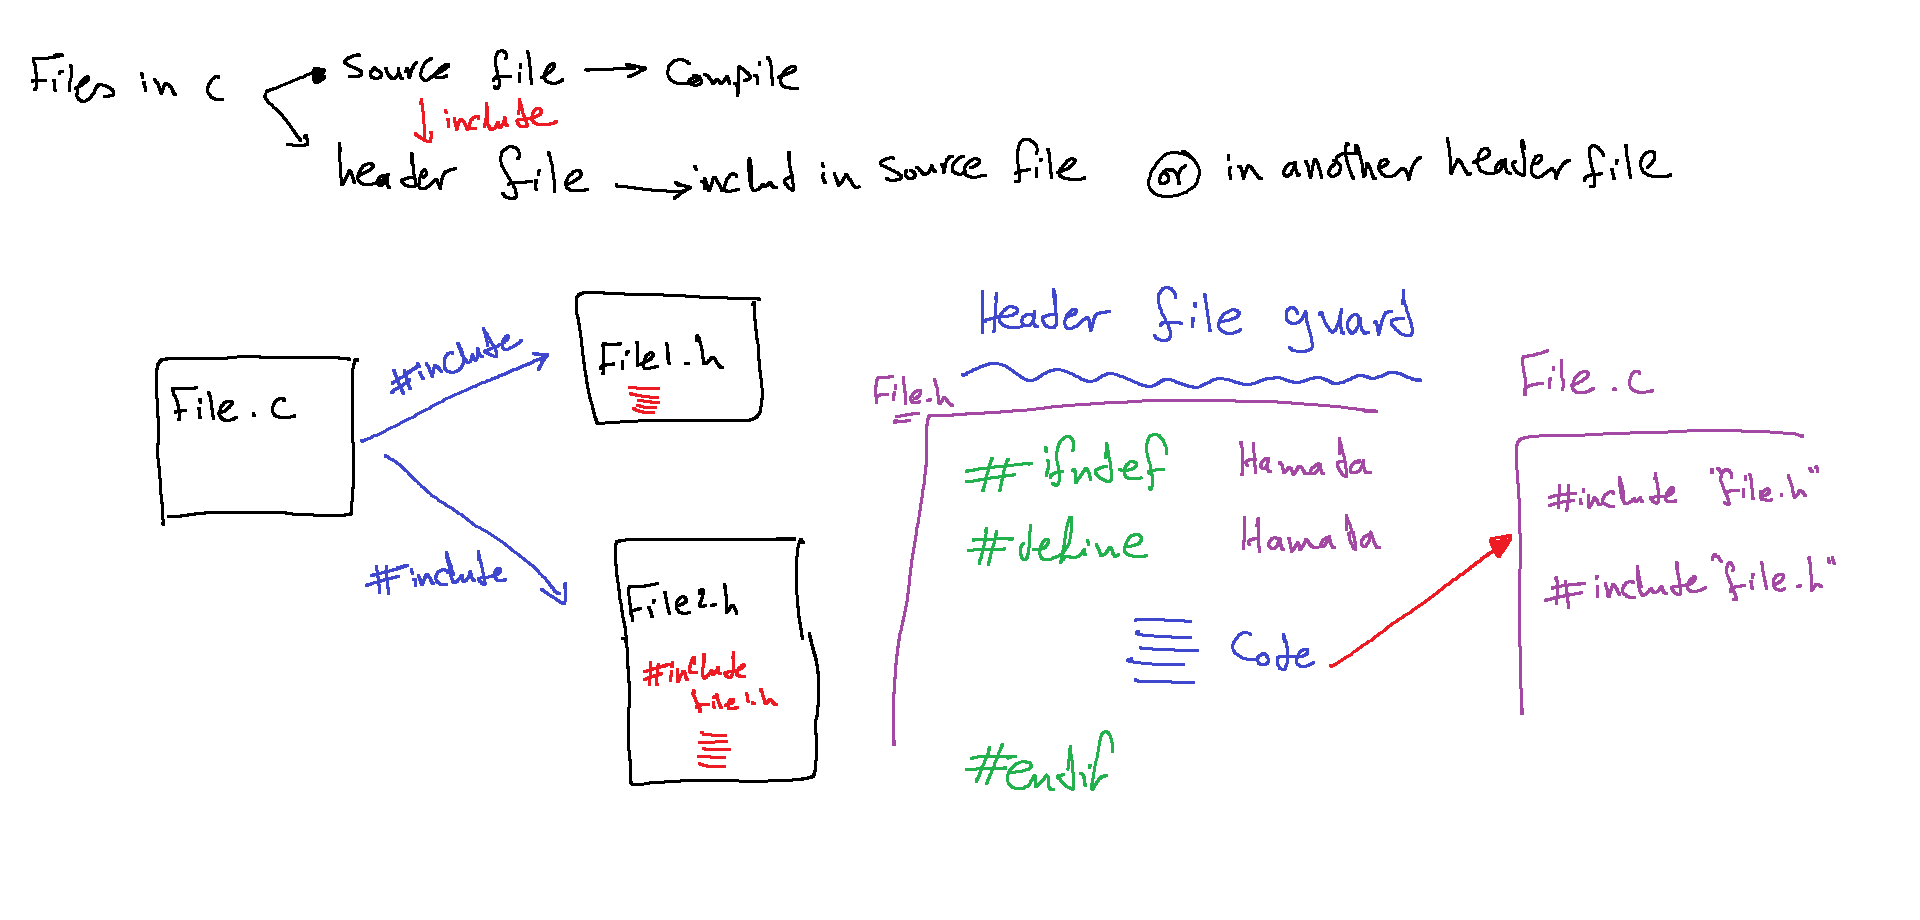 Files in c
Source file → Compile
↓ include
header file → includ in source file or in another header file
File.c
#include
#include
File1.h
File2.h
#include
file1.h
Header file guard
File.h
#ifndef Hamada
#define Hamada
Code
#endif
File.c
#include "file.h"
#include "file.h"